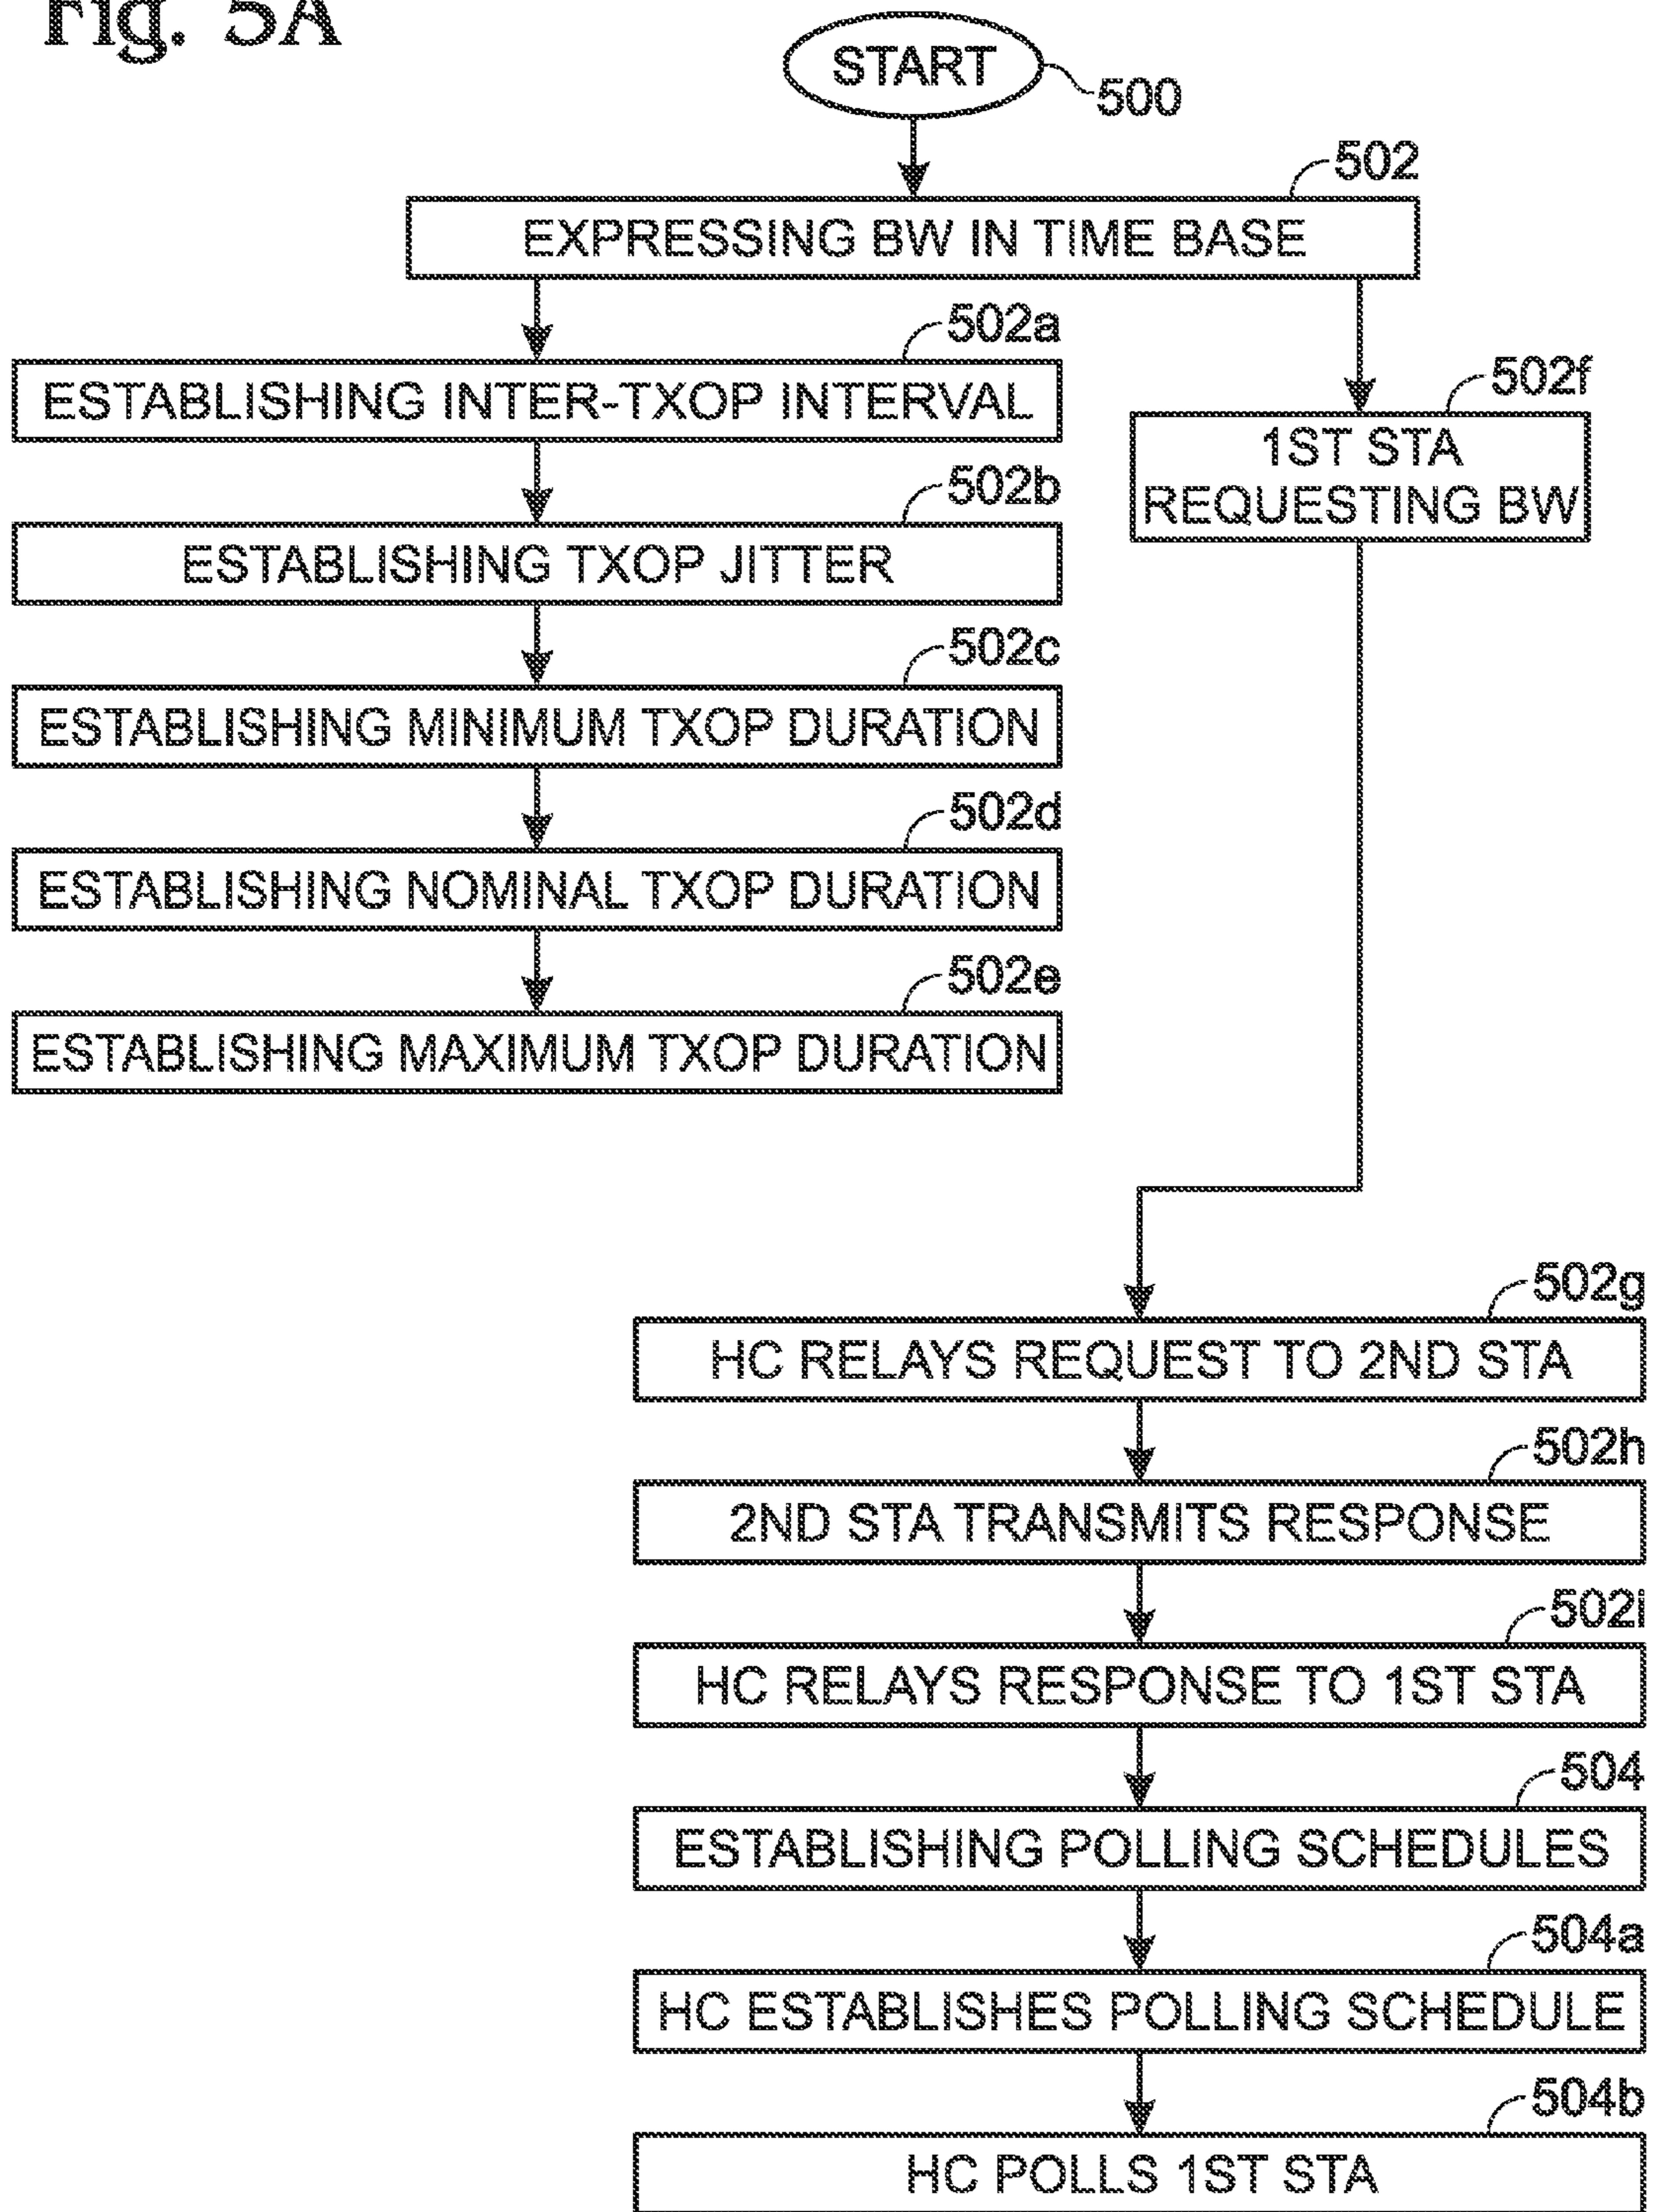 Fig. 5A
START
500
502
EXPRESSING BW IN TIME BASE
502a
ESTABLISHING INTER-TXOP INTERVAL
502f
1ST STA
REQUESTING BW
502b
ESTABLISHING TXOP JITTER
502c
ESTABLISHING MINIMUM TXOP DURATION
502d
ESTABLISHING NOMINAL TXOP DURATION
502e
ESTABLISHING MAXIMUM TXOP DURATION
502g
HC RELAYS REQUEST TO 2ND STA
502h
2ND STA TRANSMITS RESPONSE
502i
HC RELAYS RESPONSE TO 1ST STA
504
ESTABLISHING POLLING SCHEDULES
504a
HC ESTABLISHES POLLING SCHEDULE
504b
HC POLLS 1ST STA